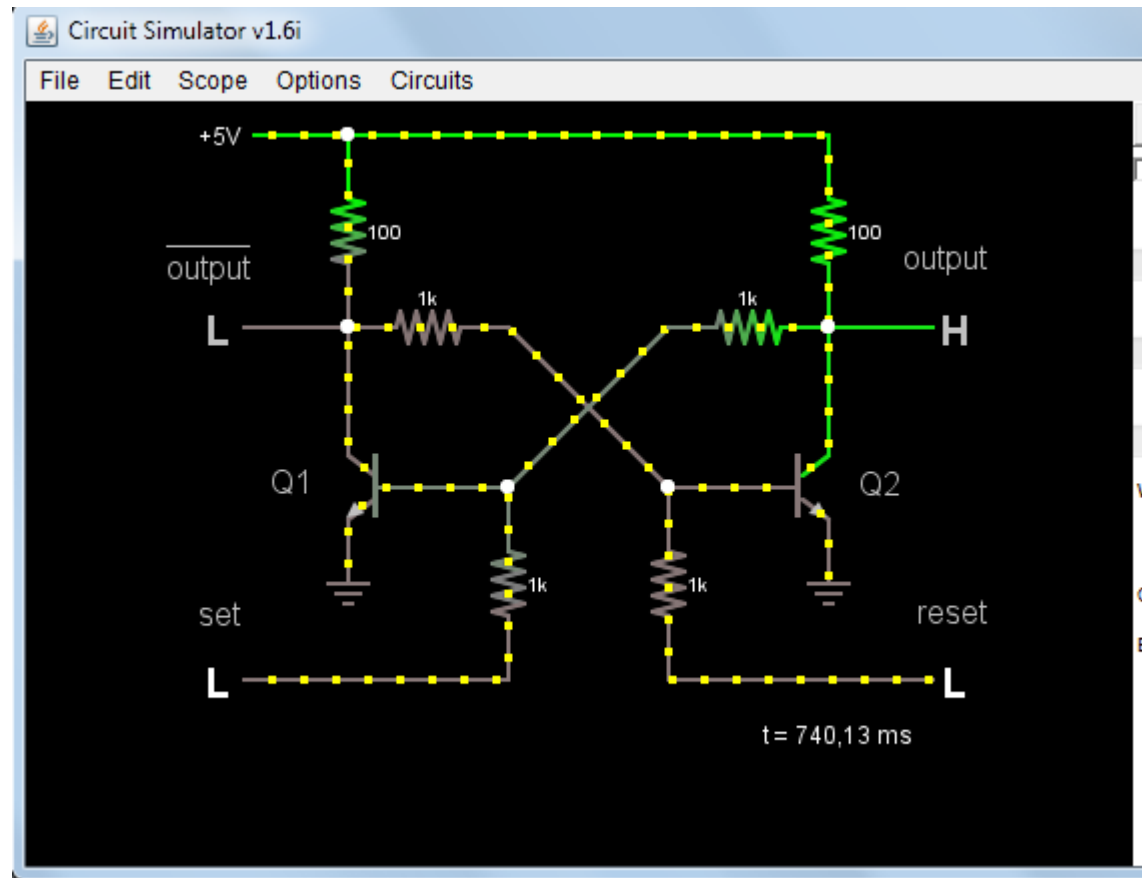 Circuit Simulator v1.6i
File Edit Scope Options Circuits
+5V
100
100
output
output
1k
1k
L
H
Q1
Q2
1k
1k
set
reset
L
L
t = 740,13 ms